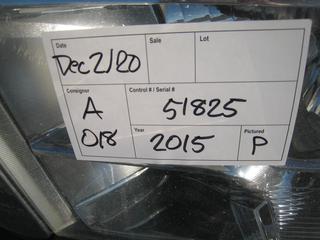 Date Sale Lot
Dec 2/20
Consignor Control # / Serial #
A 51825
018
Year Pictured
2015 P